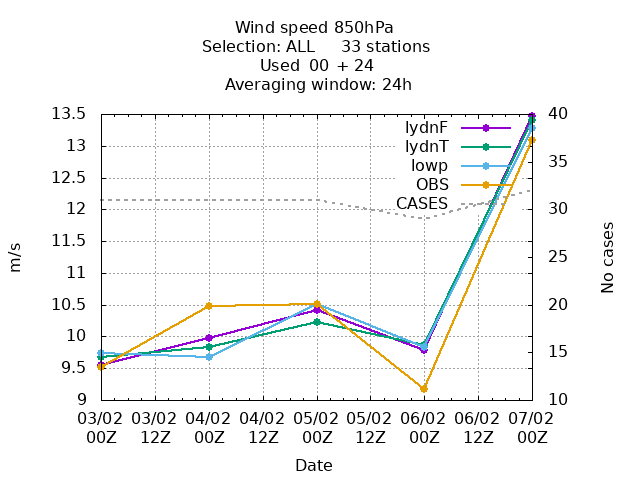 Wind speed 850hPa
Selection: ALL     33 stations
Used  00 + 24
Averaging window: 24h
13.5
13
12.5
12
11.5
11
10.5
10
9.5
9
m/s
40
35
30
25
20
15
10
No cases
lydnF
lydnT
lowp
OBS
CASES
03/02 03/02 04/02 04/02 05/02 05/02 06/02 06/02 07/02
00Z 12Z 00Z 12Z 00Z 12Z 00Z 12Z 00Z
Date